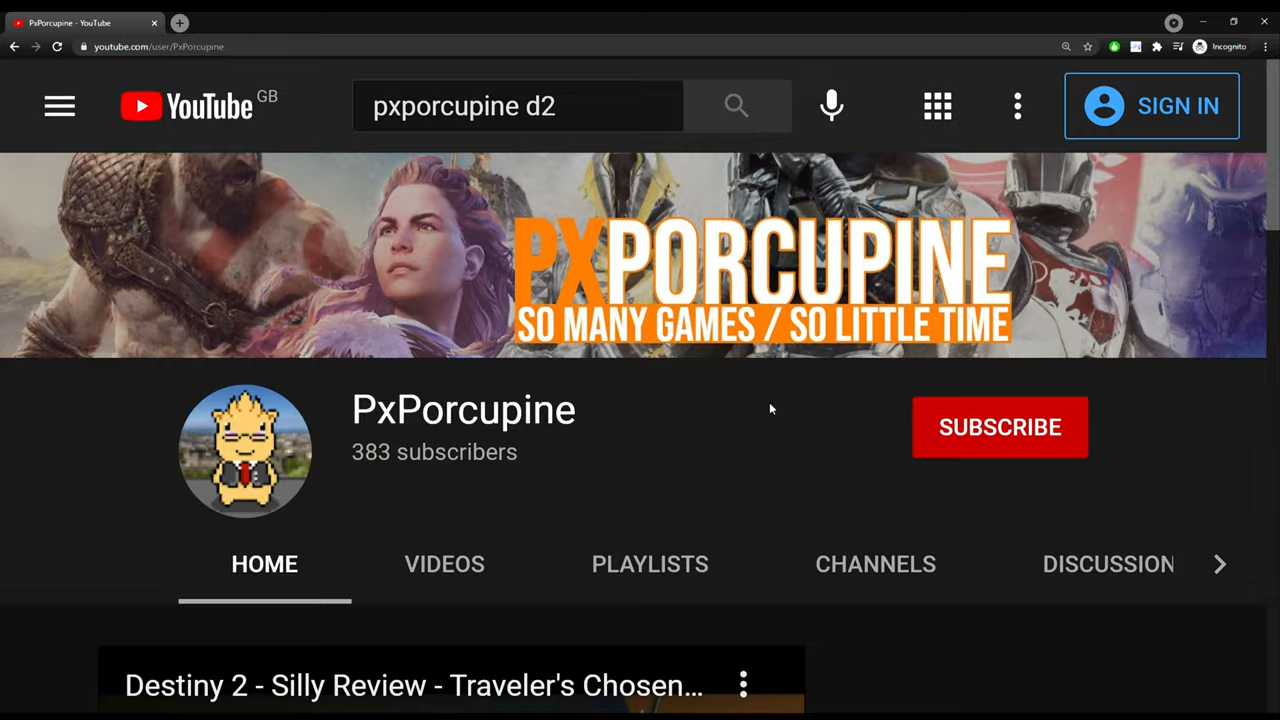 PxPorcupine - YouTube
youtube.com/user/PxPorcupine
Incognito
YouTube GB
pxporcupine d2
SIGN IN
PXPORCUPINE
SO MANY GAMES / SO LITTLE TIME
PxPorcupine
383 subscribers
SUBSCRIBE
HOME VIDEOS PLAYLISTS CHANNELS DISCUSSION
Destiny 2 - Silly Review - Traveler's Chosen...